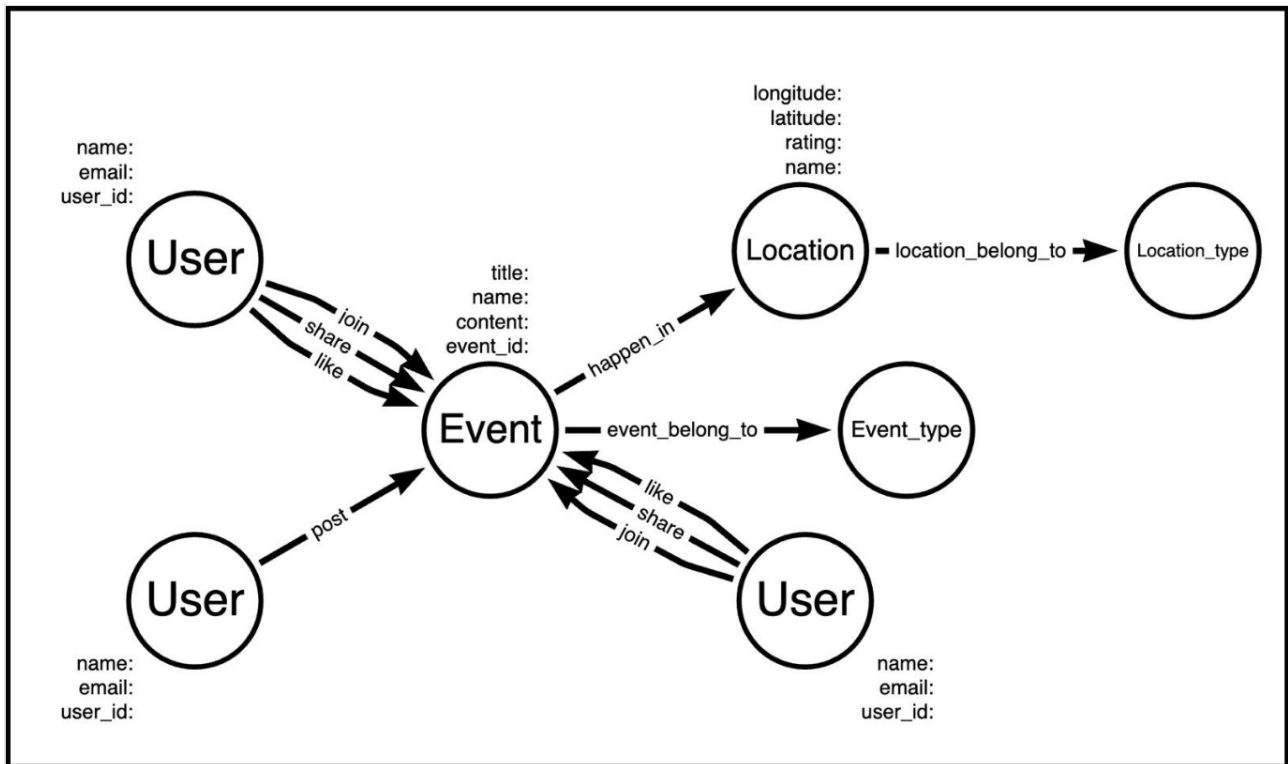 longitude:
latitude:
rating:
name:
name:
email:
user_id:
User
Location
location_belong_to
Location_type
title:
name:
content:
event_id:
join
share
like
happen_in
Event
event_belong_to
Event_type
like
share
join
post
User
User
name:
email:
user_id:
name:
email:
user_id: